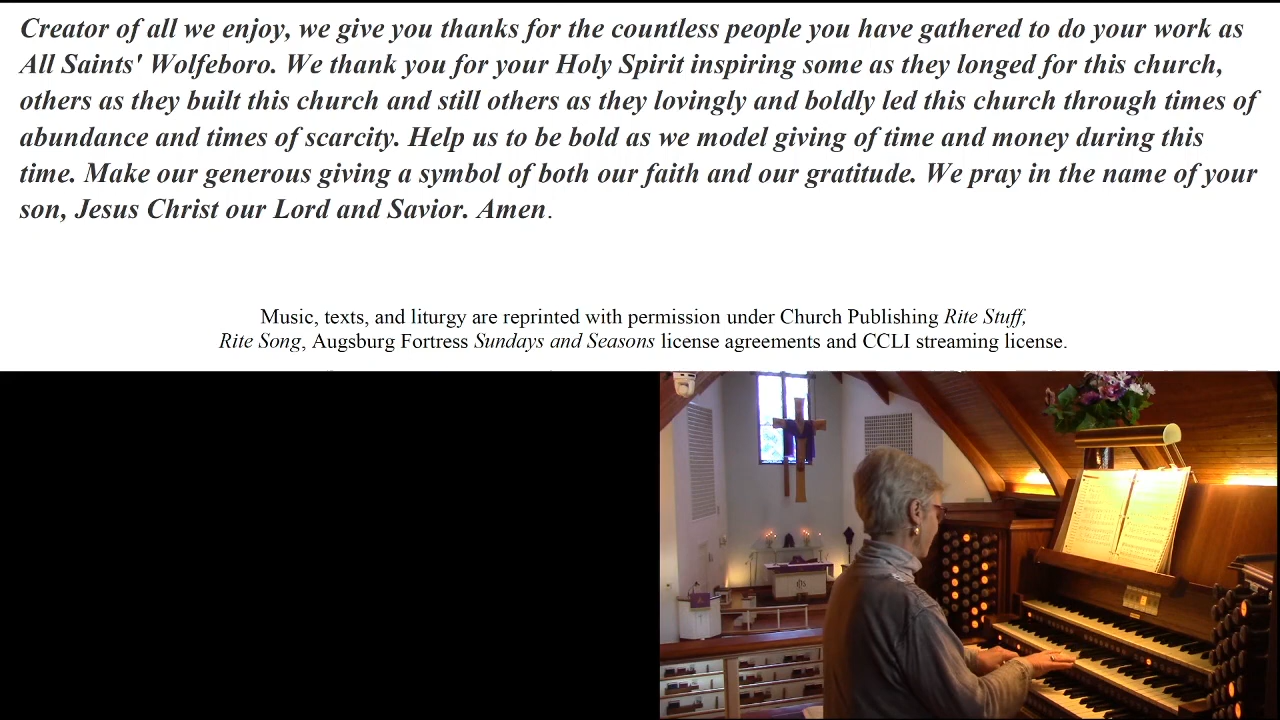 Creator of all we enjoy, we give you thanks for the countless people you have gathered to do your work as
All Saints' Wolfeboro. We thank you for your Holy Spirit inspiring some as they longed for this church,
others as they built this church and still others as they lovingly and boldly led this church through times of
abundance and times of scarcity. Help us to be bold as we model giving of time and money during this
time. Make our generous giving a symbol of both our faith and our gratitude. We pray in the name of your
son, Jesus Christ our Lord and Savior. Amen.
Music, texts, and liturgy are reprinted with permission under Church Publishing Rite Stuff,
Rite Song, Augsburg Fortress Sundays and Seasons license agreements and CCLI streaming license.